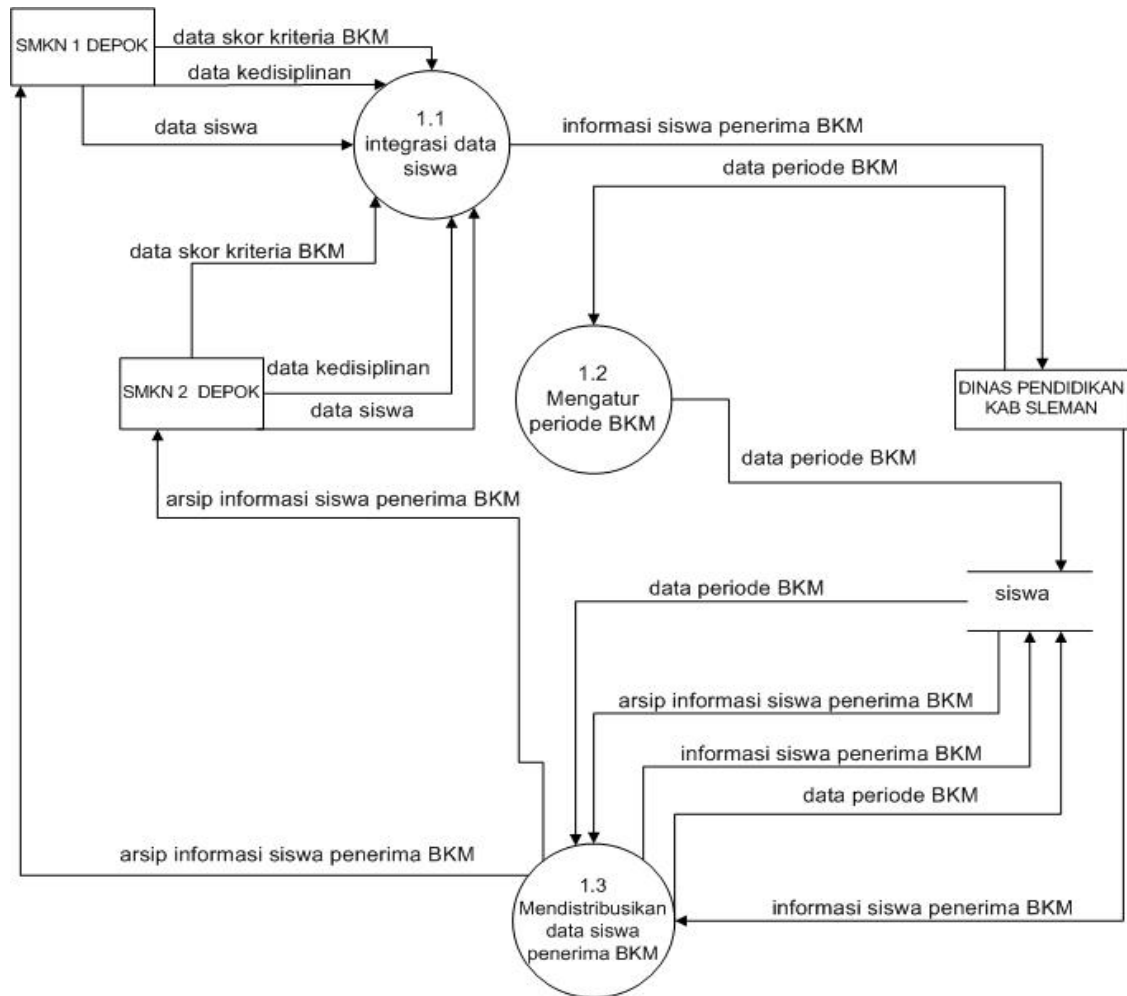 SMKN 1 DEPOK
data skor kriteria BKM
data kedisiplinan
data siswa
1.1
integrasi data
siswa
informasi siswa penerima BKM
data periode BKM
data skor kriteria BKM
SMKN 2 DEPOK
data kedisiplinan
data siswa
1.2
Mengatur
periode BKM
DINAS PENDIDIKAN
KAB SLEMAN
data periode BKM
arsip informasi siswa penerima BKM
data periode BKM
siswa
arsip informasi siswa penerima BKM
informasi siswa penerima BKM
data periode BKM
arsip informasi siswa penerima BKM
1.3
Mendistribusikan
data siswa
penerima BKM
informasi siswa penerima BKM